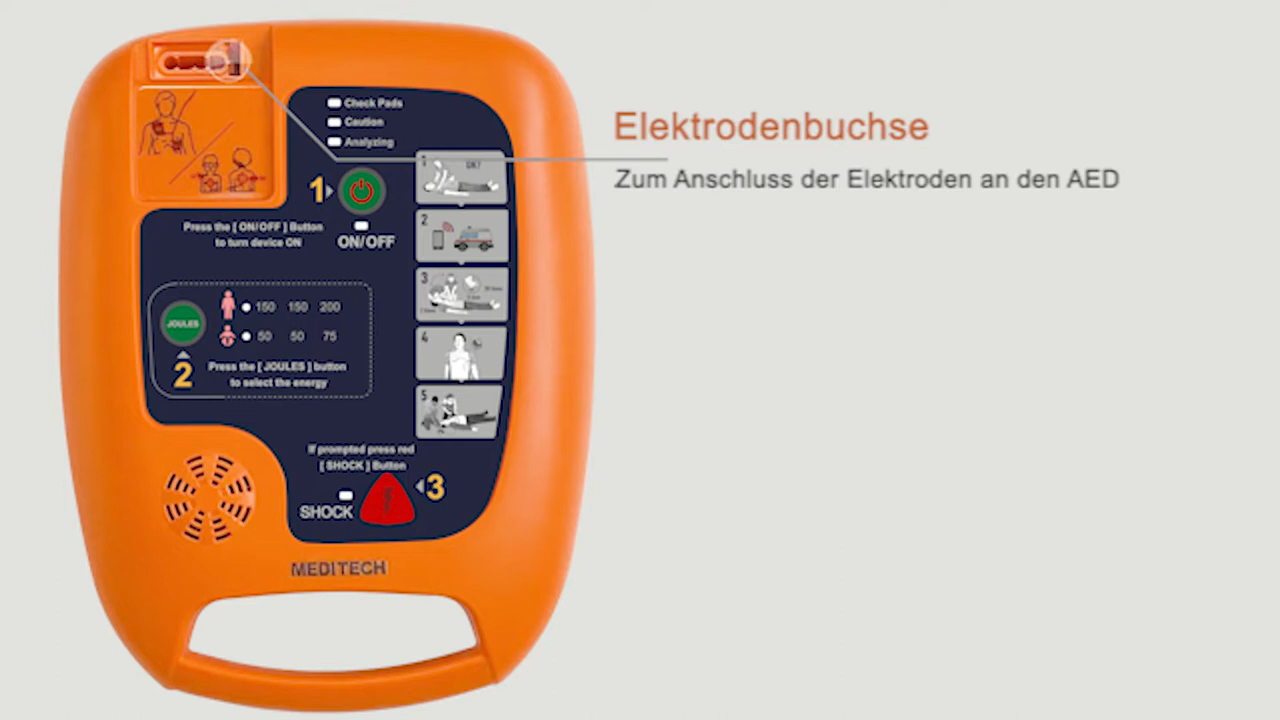 Elektrodenbuchse
Zum Anschluss der Elektroden an den AED
Check Pads
Caution
Analyzing
1
Press the [ ON/OFF ] Button
to turn device ON
ON/OFF
1
OK?
2
3
4
5
JOULES
150 150 200
50 50 75
2
Press the [ JOULES ] button
to select the energy
If prompted press red
[ SHOCK ] Button
SHOCK
3
MEDITECH